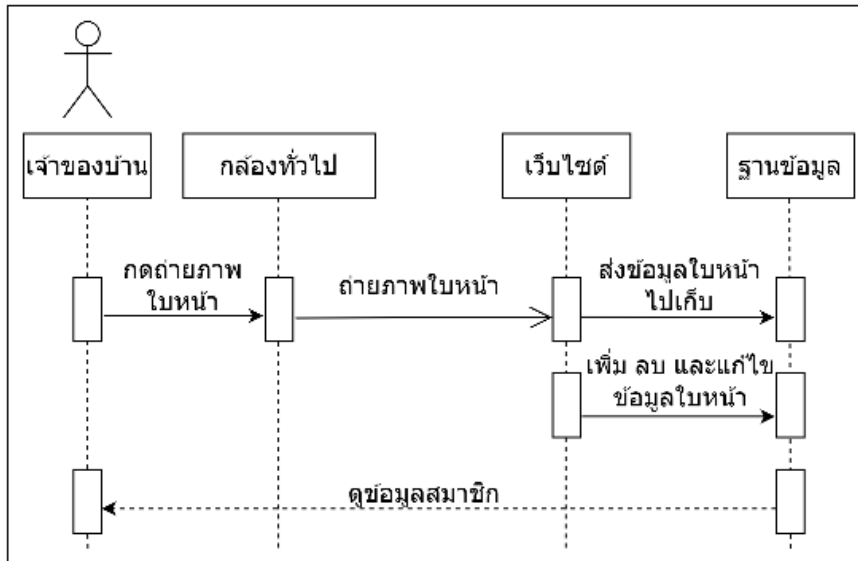 เจ้าของบ้าน
กล้องทั่วไป
เว็บไซต์
ฐานข้อมูล
กดถ่ายภาพ
ใบหน้า
ถ่ายภาพใบหน้า
ส่งข้อมูลใบหน้า
ไปเก็บ
เพิ่ม ลบ และแก้ไข
ข้อมูลใบหน้า
ดูข้อมูลสมาชิก